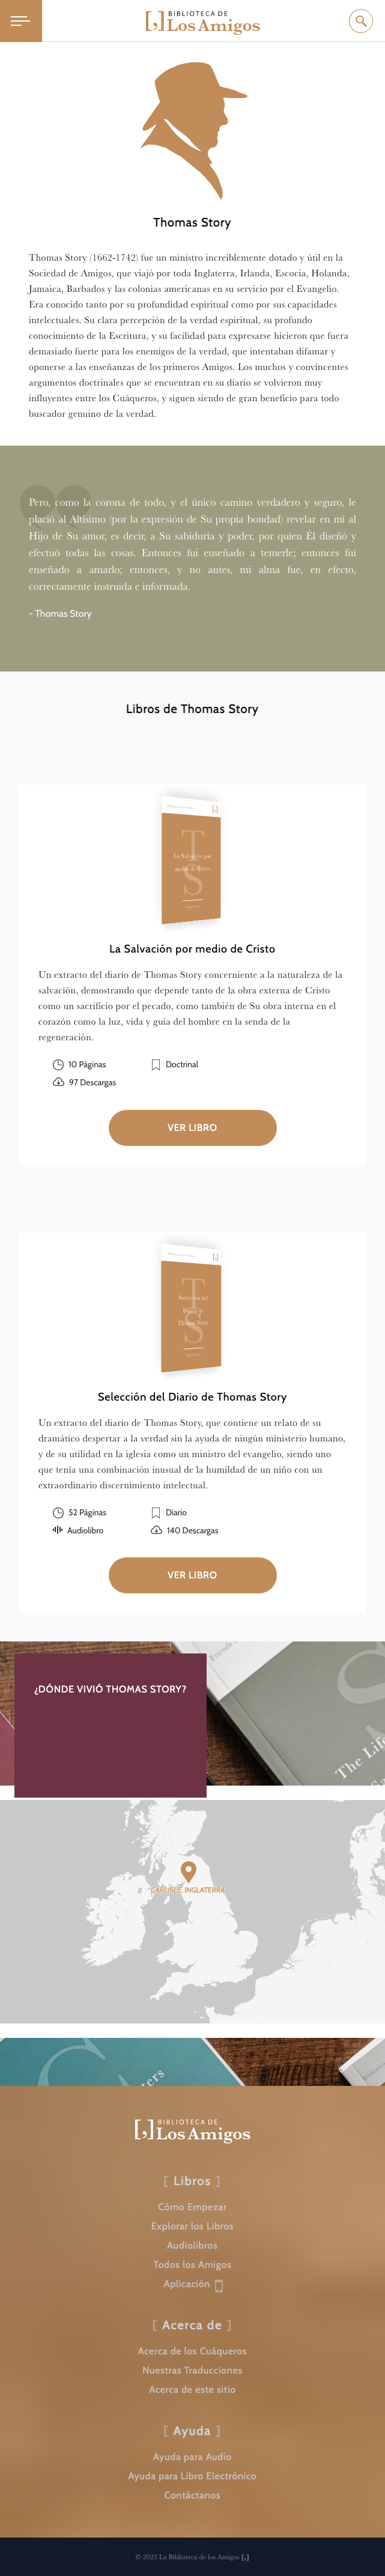 BIBLIOTECA DE
[,] Los Amigos
Thomas Story
Thomas Story (1662-1742) fue un ministro increíblemente dotado y útil en la
Sociedad de Amigos, que viajó por toda Inglaterra, Irlanda, Escocia, Holanda,
Jamaica, Barbados y las colonias americanas en su servicio por el Evangelio.
Era conocido tanto por su profundidad espiritual como por sus capacidades
intelectuales. Su clara percepción de la verdad espiritual, su profundo
conocimiento de la Escritura, y su facilidad para expresarse hicieron que fuera
demasiado fuerte para los enemigos de la verdad, que intentaban difamar y
oponerse a las enseñanzas de los primeros Amigos. Los muchos y convincentes
argumentos doctrinales que se encuentran en su diario se volvieron muy
influyentes entre los Cuáqueros, y siguen siendo de gran beneficio para todo
buscador genuino de la verdad.
Pero, como la corona de todo, y el único camino verdadero y seguro, le
plació al Altísimo (por la expresión de Su propia bondad) revelar en mí al
Hijo de Su amor, es decir, a Su sabiduría y poder, por quien Él diseñó y
efectuó todas las cosas. Entonces fui enseñado a temerle; entonces fui
enseñado a amarlo; entonces, y no antes, mi alma fue, en efecto,
correctamente instruida e informada.
- Thomas Story
Libros de Thomas Story
[,]
T
La Salvación por
medio de Cristo
S
La Salvación por medio de Cristo
Un extracto del diario de Thomas Story concerniente a la naturaleza de la
salvación, demostrando que depende tanto de la obra externa de Cristo
como un sacrificio por el pecado, como también de Su obra interna en el
corazón como la luz, vida y guía del hombre en la senda de la
regeneración.
10 Páginas
Doctrinal
97 Descargas
VER LIBRO
[,]
T
Selección del
Diario de
Thomas Story
S
Selección del Diario de Thomas Story
Un extracto del diario de Thomas Story, que contiene un relato de su
dramático despertar a la verdad sin la ayuda de ningún ministerio humano,
y de su utilidad en la iglesia como un ministro del evangelio, siendo uno
que tenía una combinación inusual de la humildad de un niño con un
extraordinario discernimiento intelectual.
52 Páginas
Diario
Audiolibro
140 Descargas
VER LIBRO
¿DÓNDE VIVIÓ THOMAS STORY?
Friends
The Life
CARLISLE, INGLATERRA
BIBLIOTECA DE
[,] Los Amigos
[ Libros ]
Cómo Empezar
Explorar los Libros
Audiolibros
Todos los Amigos
Aplicación
[ Acerca de ]
Acerca de los Cuáqueros
Nuestras Traducciones
Acerca de este sitio
[ Ayuda ]
Ayuda para Audio
Ayuda para Libro Electrónico
Contáctanos
© 2023 La Biblioteca de los Amigos [,]